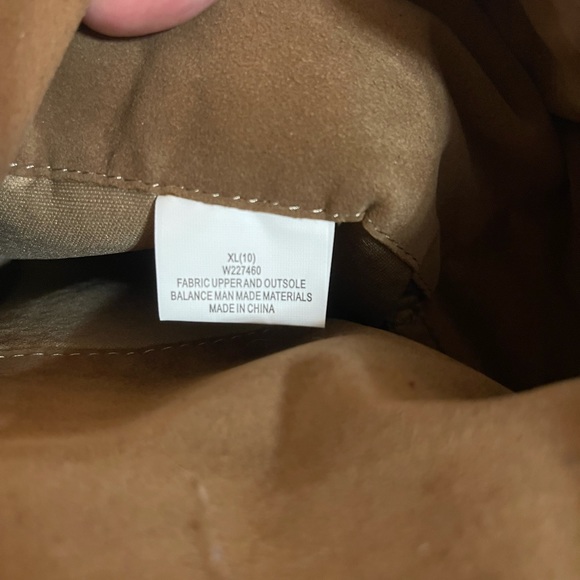 XL(10)
W227460
FABRIC UPPER AND OUTSOLE
BALANCE MAN MADE MATERIALS
MADE IN CHINA